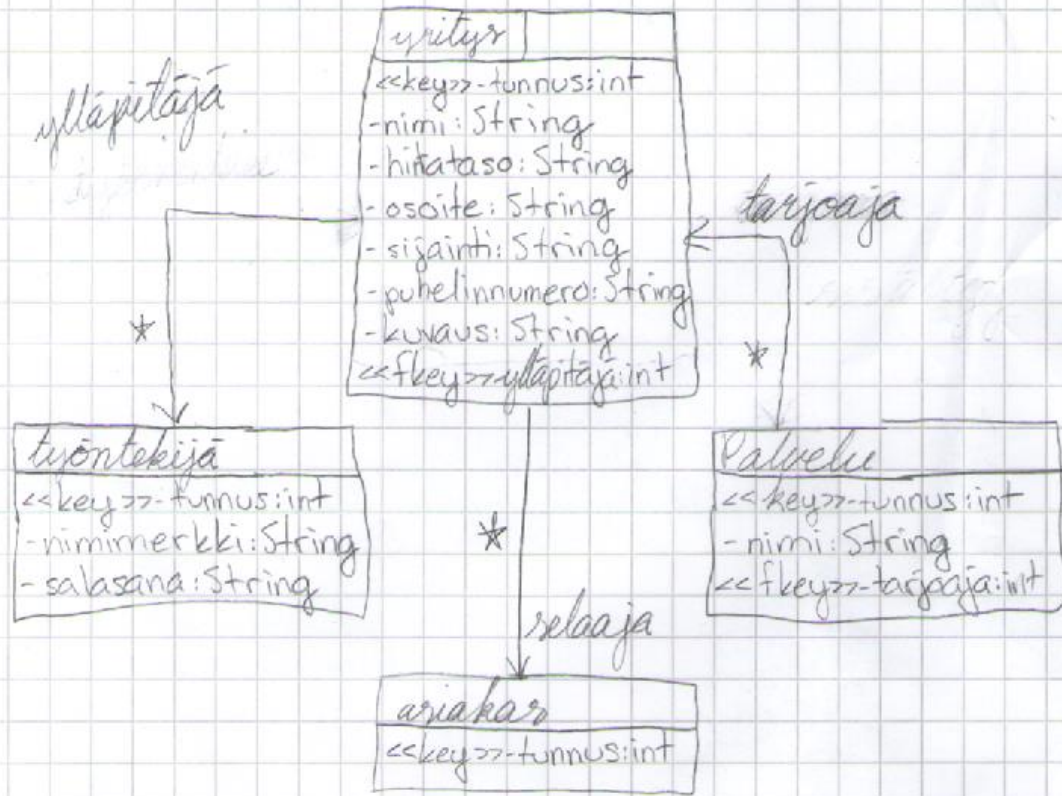 yritys
<<key>>-tunnus:int
-nimi:String
-hintataso:String
-osoite:String
-sijainti:String
-puhelinnumero:String
-kuvaus:String
<<fkey>>-ylläpitäjä:int
ylläpitäjä
tarjoaja
*
*
työntekijä
<<key>>-tunnus:int
-nimimerkki:String
-salasana:String
Palvelu
<<key>>-tunnus:int
-nimi:String
<<fkey>>-tarjoaja:int
*
selaaja
asiakas
<<key>>-tunnus:int